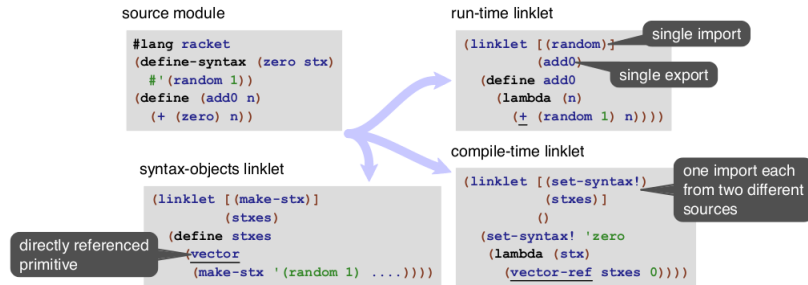 source module
#lang racket
(define-syntax (zero stx)
#'(random 1))
(define (add0 n)
(+ (zero) n))
run-time linklet
(linklet [(random)]
(add0)
(define add0
(lambda (n)
(+ (random 1) n))))
single import
single export
syntax-objects linklet
(linklet [(make-stx)]
(stxes)
(define stxes
(vector
(make-stx '(random 1) ....))))
directly referenced
primitive
compile-time linklet
(linklet [(set-syntax!)
(stxes)]
()
(set-syntax! 'zero
(lambda (stx)
(vector-ref stxes 0))))
one import each
from two different
sources